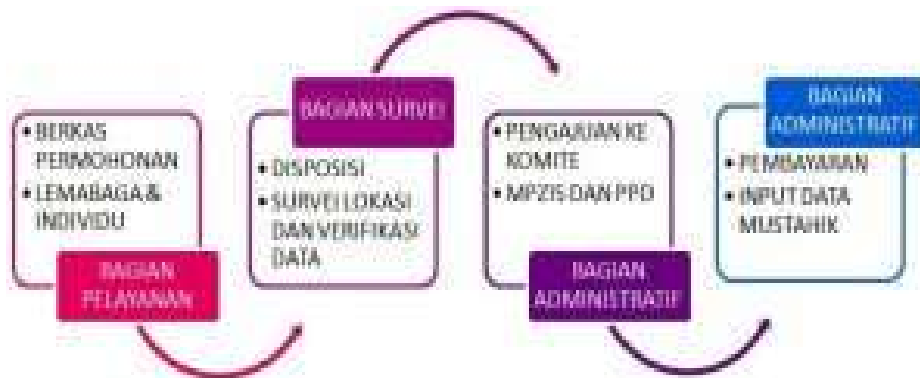 • BERKAS
PERMOHONAN
• LEMABAGA &
INDIVIDU
BAGIAN
PELAYANAN
BAGIAN SURVEI
• DISPOSISI
• SURVEI LOKASI
DAN VERIFIKASI
DATA
• PENGAJUAN KE
KOMITE
• MPZIS DAN PPD
BAGIAN
ADMINISTRATIF
BAGIAN
ADMINISTRATIF
• PEMBAYARAN
• INPUT DATA
MUSTAHIK